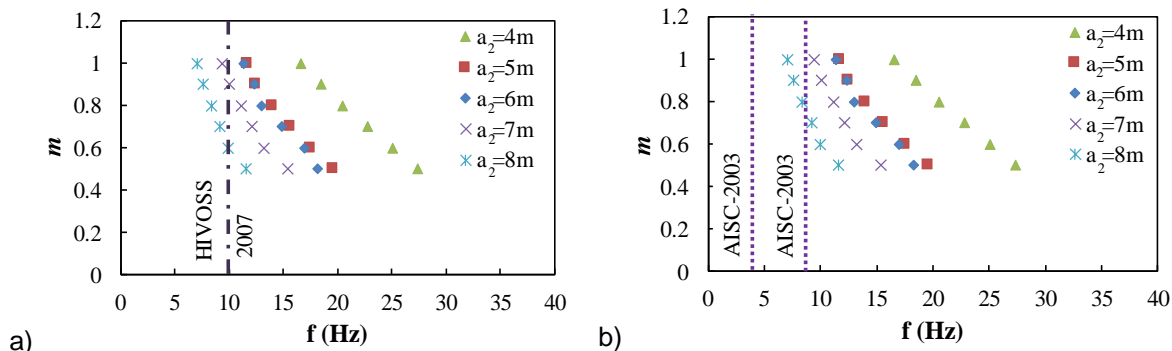 1.2
1
0.8
0.6
0.4
0.2
0
m
0 5 10 15 20 25 30
f (Hz)
HIVOSS
2007
a₂=4m
a₂=5m
a₂=6m
a₂=7m
a₂=8m
a)
1.2
1
0.8
0.6
0.4
0.2
0
m
0 5 10 15 20 25 30 35 40
f (Hz)
AISC-2003
AISC-2003
a₂=4m
a₂=5m
a₂=6m
a₂=7m
a₂=8m
b)